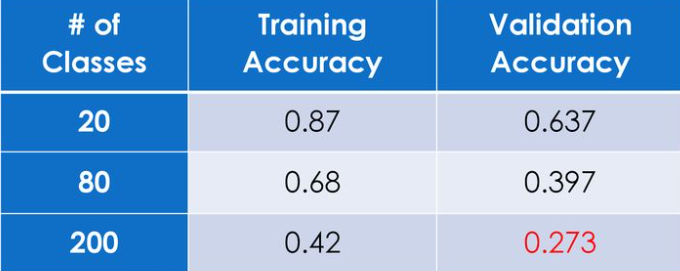 # of Classes Training Accuracy Validation Accuracy
20 0.87 0.637
80 0.68 0.397
200 0.42 0.273